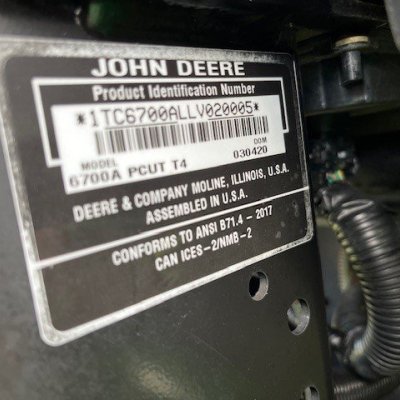 JOHN DEERE
Product Identification Number
*1TC6700ALLV020005*
MODEL DOM
6700A PCUT T4 030420
DEERE & COMPANY MOLINE, ILLINOIS, U.S.A.
ASSEMBLED IN U.S.A.
CONFORMS TO ANSI B71.4 - 2017
CAN ICES-2/NMB-2